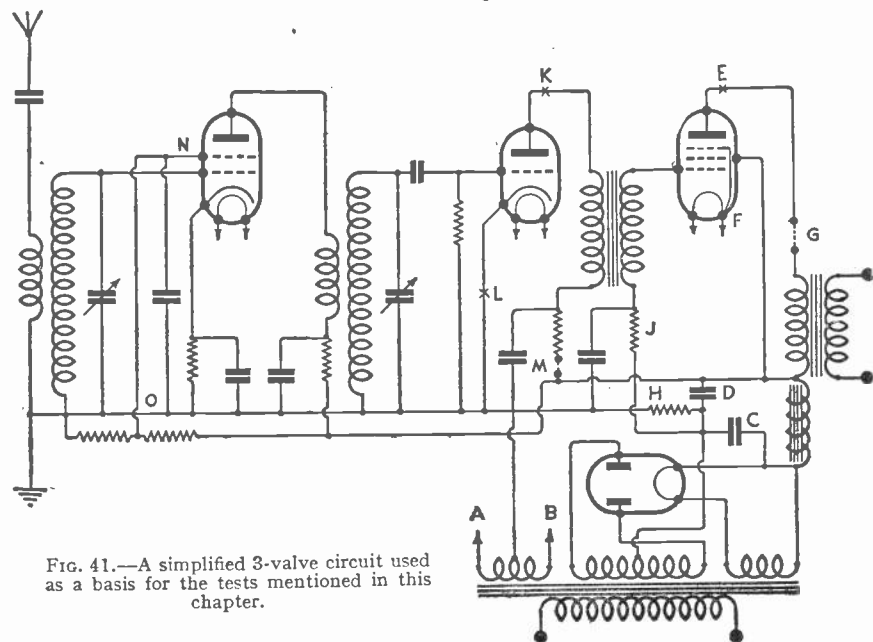 K
E
N
F
G
L
J
M
O
H
D
C
A
B
FIG. 41.—A simplified 3-valve circuit used
as a basis for the tests mentioned in this
chapter.